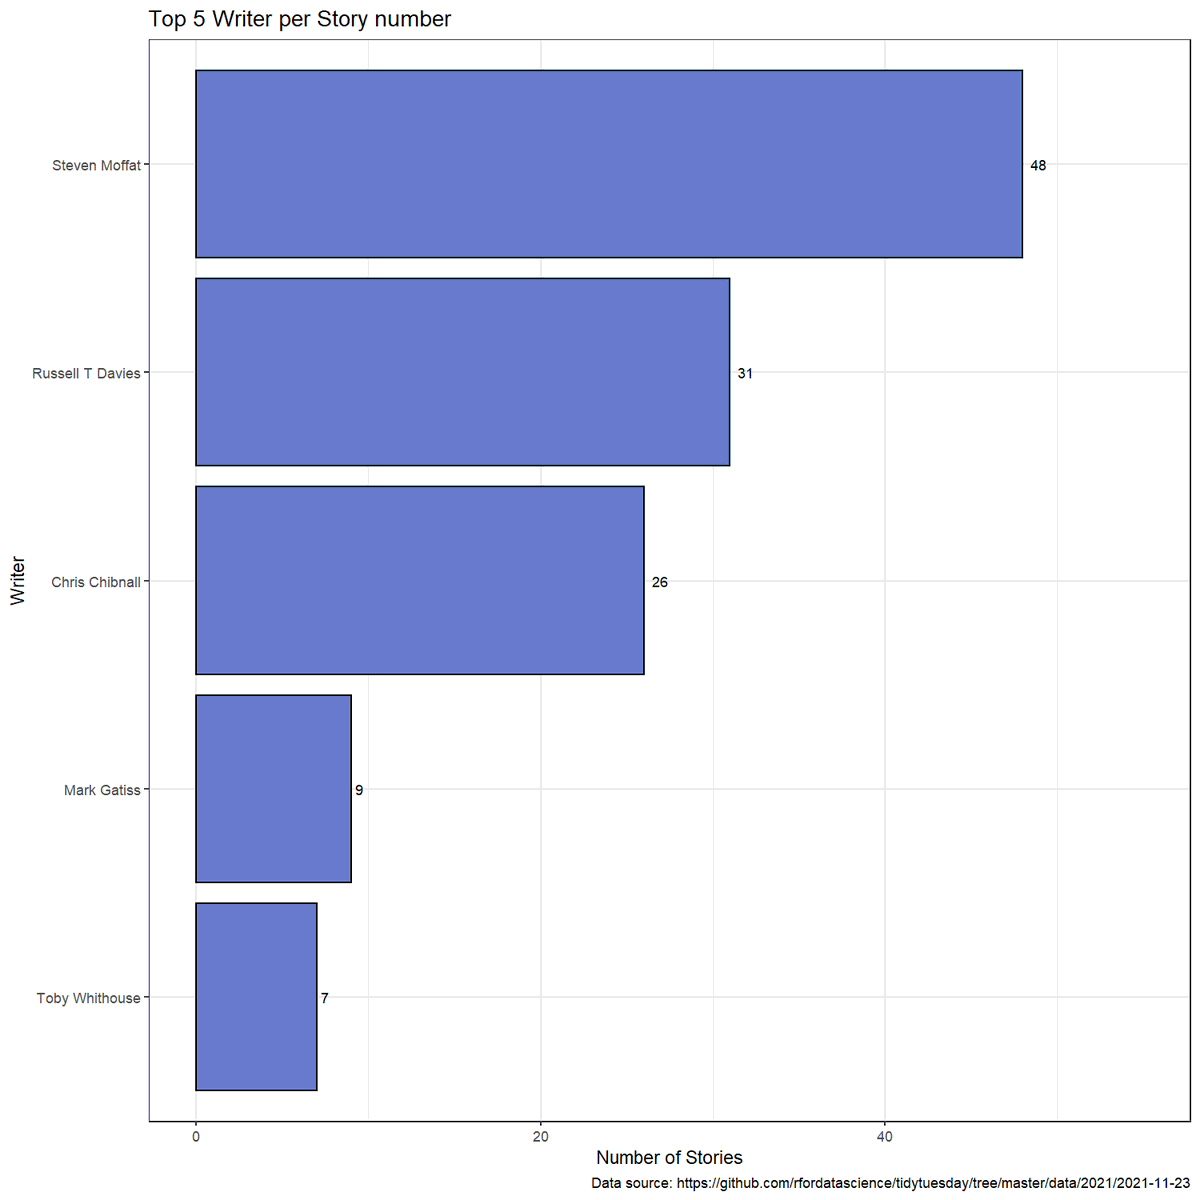 Top 5 Writer per Story number
Steven Moffat
48
Russell T Davies
31
Chris Chibnall
26
Mark Gatiss
9
Toby Whithouse
7
Writer
0 20 40
Number of Stories
Data source: https://github.com/rfordatascience/tidytuesday/tree/master/data/2021/2021-11-23